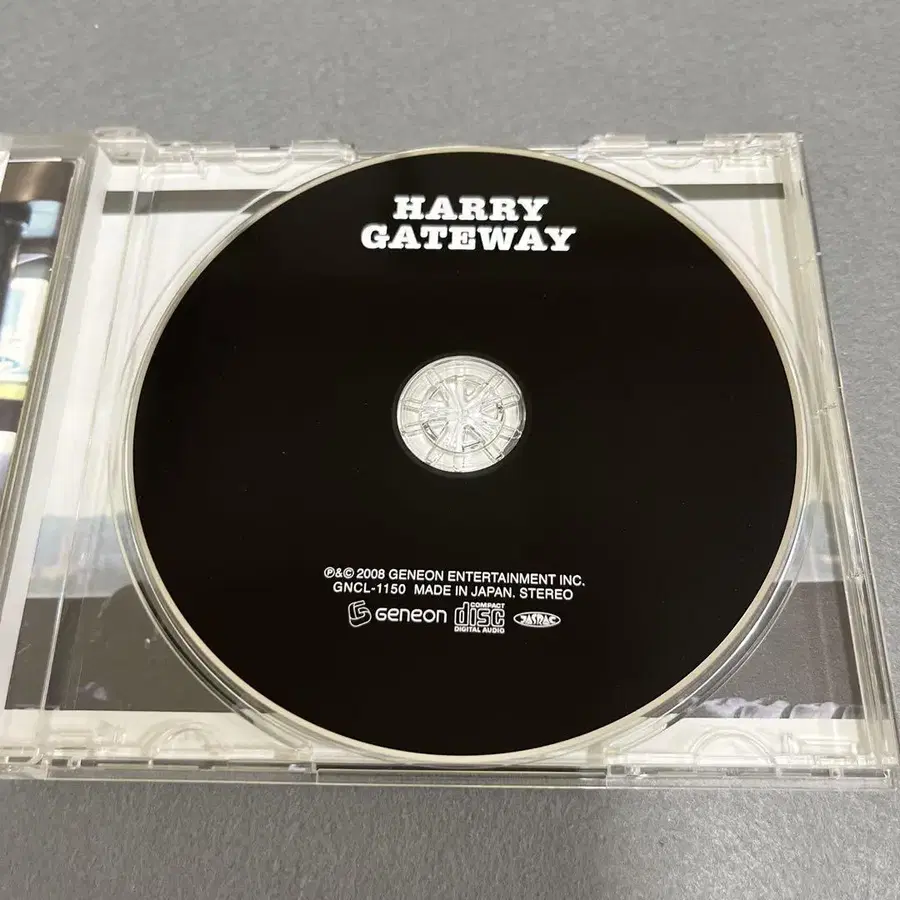 HARRY
GATEWAY
℗&© 2008 GENEON ENTERTAINMENT INC.
GNCL-1150 MADE IN JAPAN. STEREO
GENEON COMPACT disc DIGITAL AUDIO JASRAC